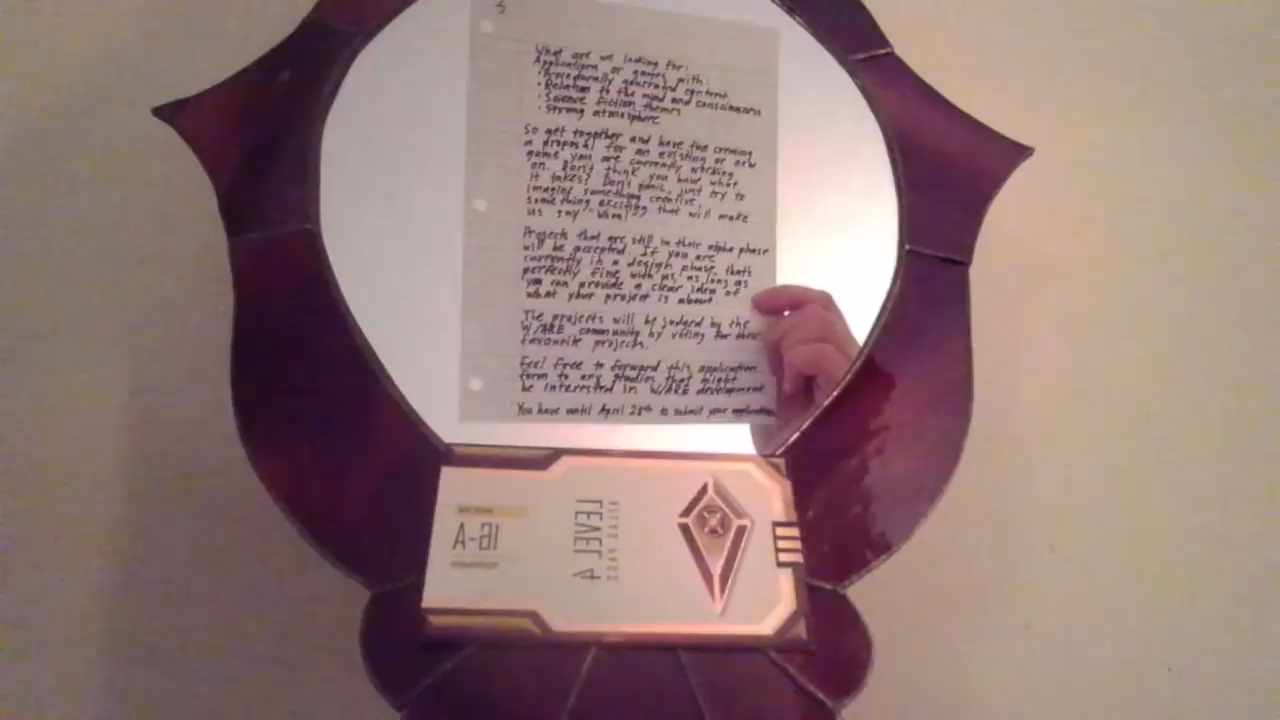 What are we looking for:
Applications or games with:
• Procedurally generated content
• Relation to the mind and consciousness
• Science fiction themes
• Strong atmosphere
So get together and have fun creating
a proposal for an existing or new
game you are currently working
on. Don't think you have what
it takes? Don't panic, just try to
imagine something creative,
something exciting that will make
us say "Whoa!"
Projects that are still in their alpha phase
will be accepted. If you are
currently in a design phase, that's
perfectly fine with us, as long as
you can provide a clear idea of
what your project is about.
The projects will be judged by the
W/ARE community by voting for their
favourite projects.
Feel free to forward this application
form to any studios that might
be interested in W/ARE development
You have until April 28th to submit your application
LEVEL 4
A-